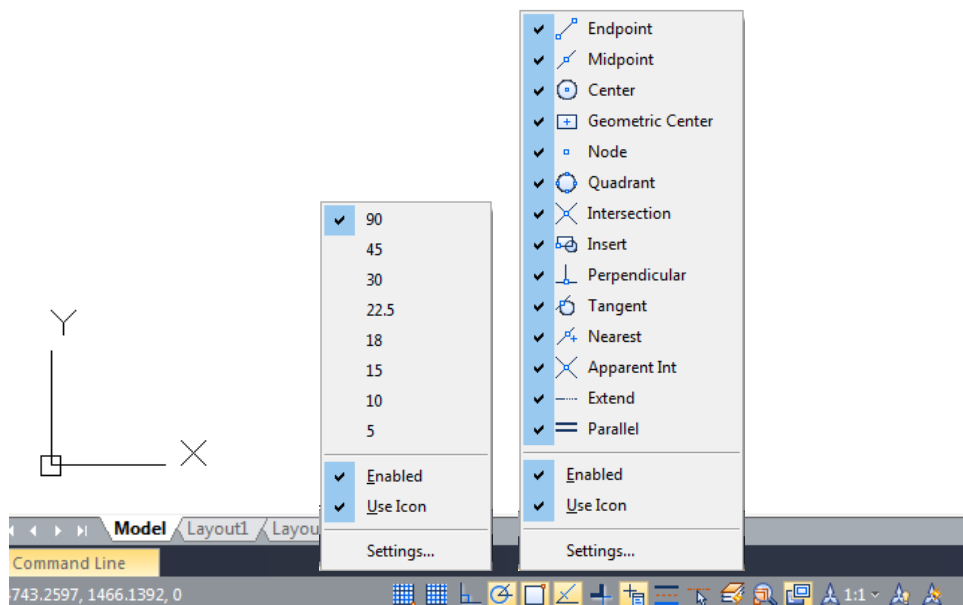 Endpoint
Midpoint
Center
Geometric Center
Node
Quadrant
Intersection
Insert
Perpendicular
Tangent
Nearest
Apparent Int
Extend
Parallel
Enabled
Use Icon
Settings...
90
45
30
22.5
18
15
10
5
Enabled
Use Icon
Settings...
Y
X
Model Layout1
Command Line
743.2597, 1466.1392, 0
1:1